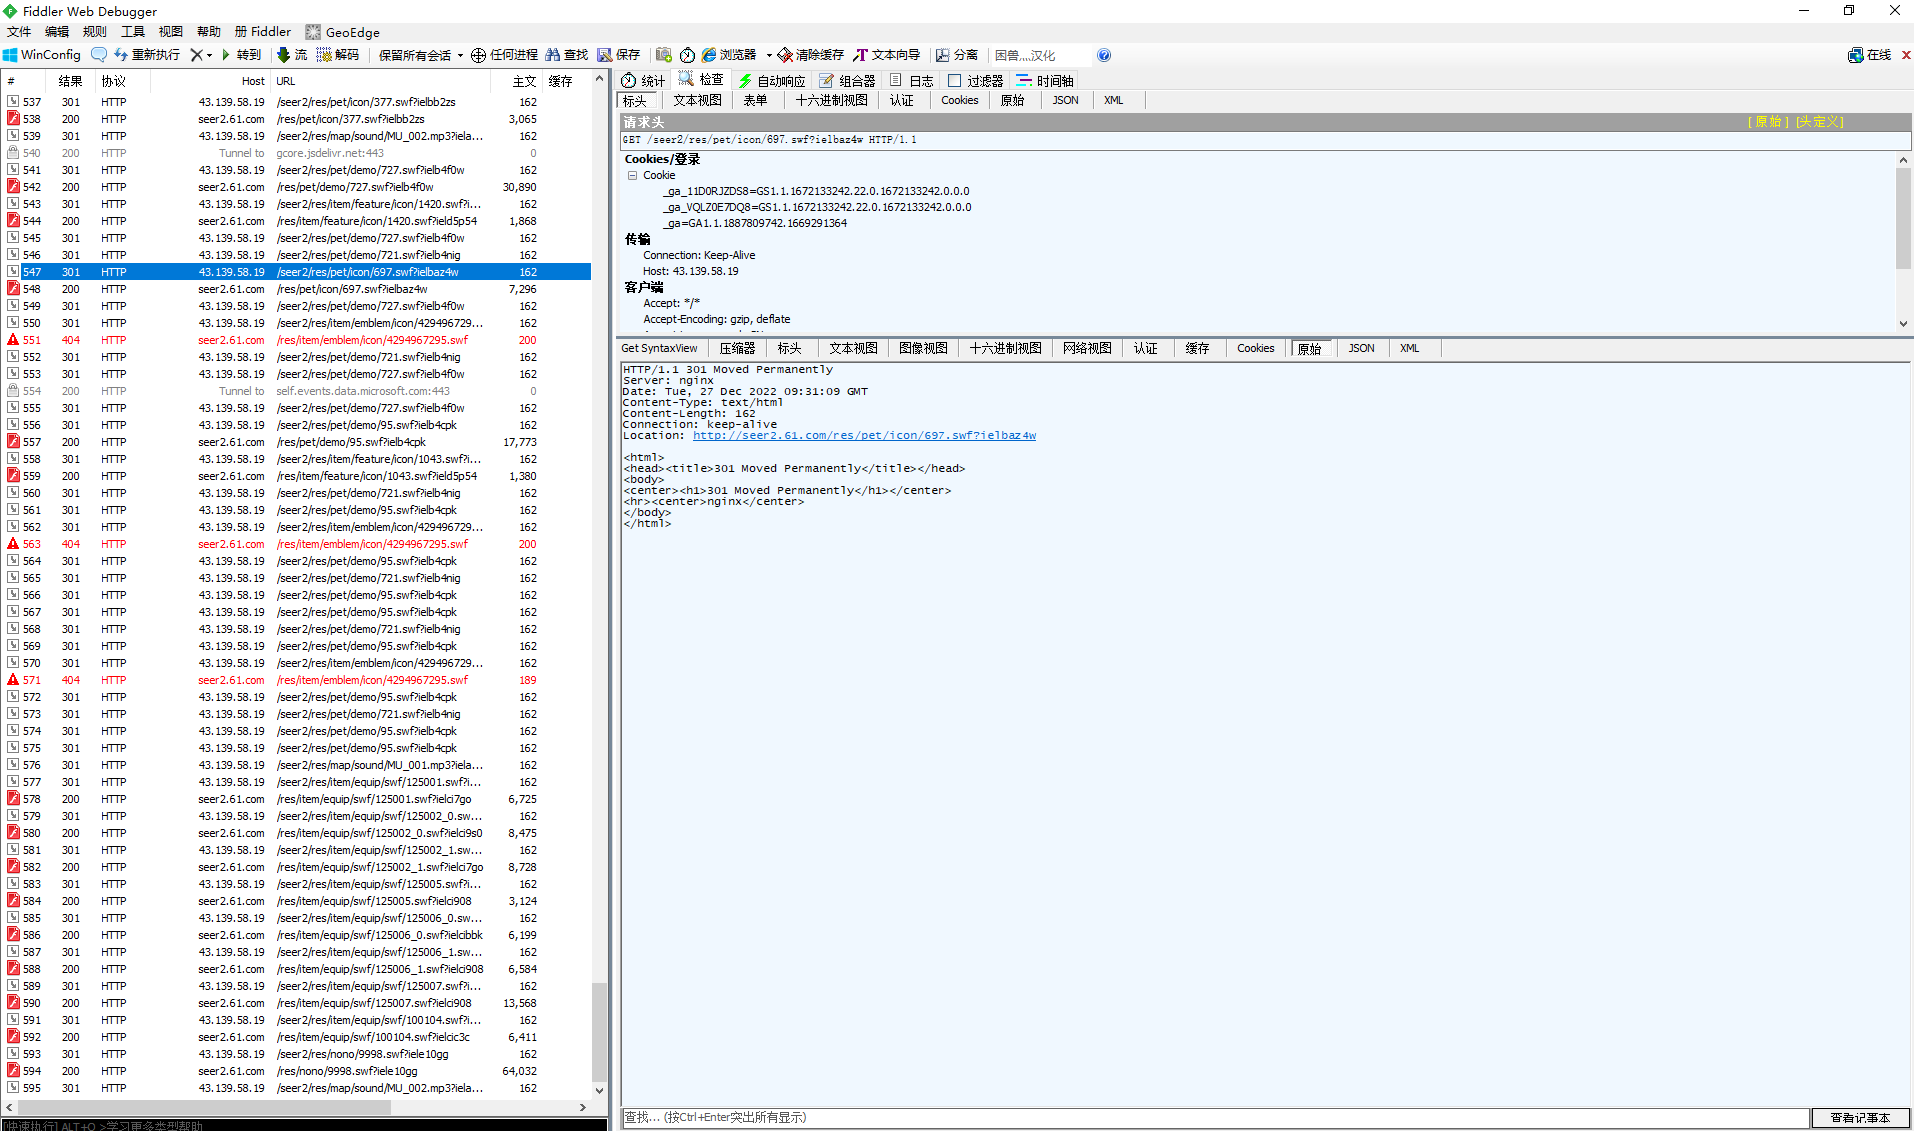 Fiddler Web Debugger
文件 编辑 规则 工具 视图 帮助 册 Fiddler GeoEdge
WinConfig 重新执行 转到 流 解码 保留所有会话 任何进程 查找 保存 浏览器 清除缓存 文本向导 分离 困兽灬汉化 在线
# 结果 协议 Host URL 主文 缓存
537 301 HTTP 43.139.58.19 /seer2/res/pet/icon/377.swf?ielbb2zs 162
538 200 HTTP seer2.61.com /res/pet/icon/377.swf?ielbb2zs 3,065
539 301 HTTP 43.139.58.19 /seer2/res/map/sound/MU_002.mp3?iela... 162
540 200 HTTP Tunnel to gcore.jsdelivr.net:443 0
541 301 HTTP 43.139.58.19 /seer2/res/pet/demo/727.swf?ielb4f0w 162
542 200 HTTP seer2.61.com /res/pet/demo/727.swf?ielb4f0w 30,890
543 301 HTTP 43.139.58.19 /seer2/res/item/feature/icon/1420.swf?i... 162
544 200 HTTP seer2.61.com /res/item/feature/icon/1420.swf?ield5p54 1,868
545 301 HTTP 43.139.58.19 /seer2/res/pet/demo/727.swf?ielb4f0w 162
546 301 HTTP 43.139.58.19 /seer2/res/pet/demo/721.swf?ielb4nig 162
547 301 HTTP 43.139.58.19 /seer2/res/pet/icon/697.swf?ielbaz4w 162
548 200 HTTP seer2.61.com /res/pet/icon/697.swf?ielbaz4w 7,296
549 301 HTTP 43.139.58.19 /seer2/res/pet/demo/727.swf?ielb4f0w 162
550 301 HTTP 43.139.58.19 /seer2/res/item/emblem/icon/429496729... 162
551 404 HTTP seer2.61.com /res/item/emblem/icon/4294967295.swf 200
552 301 HTTP 43.139.58.19 /seer2/res/pet/demo/721.swf?ielb4nig 162
553 301 HTTP 43.139.58.19 /seer2/res/pet/demo/727.swf?ielb4f0w 162
554 200 HTTP Tunnel to self.events.data.microsoft.com:443 0
555 301 HTTP 43.139.58.19 /seer2/res/pet/demo/727.swf?ielb4f0w 162
556 301 HTTP 43.139.58.19 /seer2/res/pet/demo/95.swf?ielb4cpk 162
557 200 HTTP seer2.61.com /res/pet/demo/95.swf?ielb4cpk 17,773
558 301 HTTP 43.139.58.19 /seer2/res/item/feature/icon/1043.swf?i... 162
559 200 HTTP seer2.61.com /res/item/feature/icon/1043.swf?ield5p54 1,380
560 301 HTTP 43.139.58.19 /seer2/res/pet/demo/721.swf?ielb4nig 162
561 301 HTTP 43.139.58.19 /seer2/res/pet/demo/95.swf?ielb4cpk 162
562 301 HTTP 43.139.58.19 /seer2/res/item/emblem/icon/429496729... 162
563 404 HTTP seer2.61.com /res/item/emblem/icon/4294967295.swf 200
564 301 HTTP 43.139.58.19 /seer2/res/pet/demo/95.swf?ielb4cpk 162
565 301 HTTP 43.139.58.19 /seer2/res/pet/demo/721.swf?ielb4nig 162
566 301 HTTP 43.139.58.19 /seer2/res/pet/demo/95.swf?ielb4cpk 162
567 301 HTTP 43.139.58.19 /seer2/res/pet/demo/95.swf?ielb4cpk 162
568 301 HTTP 43.139.58.19 /seer2/res/pet/demo/721.swf?ielb4nig 162
569 301 HTTP 43.139.58.19 /seer2/res/pet/demo/95.swf?ielb4cpk 162
570 301 HTTP 43.139.58.19 /seer2/res/item/emblem/icon/429496729... 162
571 404 HTTP seer2.61.com /res/item/emblem/icon/4294967295.swf 189
572 301 HTTP 43.139.58.19 /seer2/res/pet/demo/95.swf?ielb4cpk 162
573 301 HTTP 43.139.58.19 /seer2/res/pet/demo/721.swf?ielb4nig 162
574 301 HTTP 43.139.58.19 /seer2/res/pet/demo/95.swf?ielb4cpk 162
575 301 HTTP 43.139.58.19 /seer2/res/pet/demo/95.swf?ielb4cpk 162
576 301 HTTP 43.139.58.19 /seer2/res/map/sound/MU_001.mp3?iela... 162
577 301 HTTP 43.139.58.19 /seer2/res/item/equip/swf/125001.swf?i... 162
578 200 HTTP seer2.61.com /res/item/equip/swf/125001.swf?ielci7go 6,725
579 301 HTTP 43.139.58.19 /seer2/res/item/equip/swf/125002_0.sw... 162
580 200 HTTP seer2.61.com /res/item/equip/swf/125002_0.swf?ielci9s0 8,475
581 301 HTTP 43.139.58.19 /seer2/res/item/equip/swf/125002_1.sw... 162
582 200 HTTP seer2.61.com /res/item/equip/swf/125002_1.swf?ielci7go 8,728
583 301 HTTP 43.139.58.19 /seer2/res/item/equip/swf/125005.swf?i... 162
584 200 HTTP seer2.61.com /res/item/equip/swf/125005.swf?ielci908 3,124
585 301 HTTP 43.139.58.19 /seer2/res/item/equip/swf/125006_0.sw... 162
586 200 HTTP seer2.61.com /res/item/equip/swf/125006_0.swf?ielcibbk 6,199
587 301 HTTP 43.139.58.19 /seer2/res/item/equip/swf/125006_1.sw... 162
588 200 HTTP seer2.61.com /res/item/equip/swf/125006_1.swf?ielci908 6,584
589 301 HTTP 43.139.58.19 /seer2/res/item/equip/swf/125007.swf?i... 162
590 200 HTTP seer2.61.com /res/item/equip/swf/125007.swf?ielci908 13,568
591 301 HTTP 43.139.58.19 /seer2/res/item/equip/swf/100104.swf?i... 162
592 200 HTTP seer2.61.com /res/item/equip/swf/100104.swf?ielcic3c 6,411
593 301 HTTP 43.139.58.19 /seer2/res/nono/9998.swf?iele10gg 162
594 200 HTTP seer2.61.com /res/nono/9998.swf?iele10gg 64,032
595 301 HTTP 43.139.58.19 /seer2/res/map/sound/MU_002.mp3?iela... 162
[快速执行] ALT+Q >学习更多类型帮助
统计 检查 自动响应 组合器 日志 过滤器 时间轴
标头 文本视图 表单 十六进制视图 认证 Cookies 原始 JSON XML
请求头 [ 原始 ] [头定义]
GET /seer2/res/pet/icon/697.swf?ielbaz4w HTTP/1.1
Cookies/登录
Cookie
_ga_11D0RJZDS8=GS1.1.1672133242.22.0.1672133242.0.0.0
_ga_VQLZ0E7DQ8=GS1.1.1672133242.22.0.1672133242.0.0.0
_ga=GA1.1.1887809742.1669291364
传输
Connection: Keep-Alive
Host: 43.139.58.19
客户端
Accept: */*
Accept-Encoding: gzip, deflate
Get SyntaxView 压缩器 标头 文本视图 图像视图 十六进制视图 网络视图 认证 缓存 Cookies 原始 JSON XML
HTTP/1.1 301 Moved Permanently
Server: nginx
Date: Tue, 27 Dec 2022 09:31:09 GMT
Content-Type: text/html
Content-Length: 162
Connection: keep-alive
Location: http://seer2.61.com/res/pet/icon/697.swf?ielbaz4w
<html>
<head><title>301 Moved Permanently</title></head>
<body>
<center><h1>301 Moved Permanently</h1></center>
<hr><center>nginx</center>
</body>
</html>
查找... (按Ctrl+Enter突出所有显示) 查看记事本